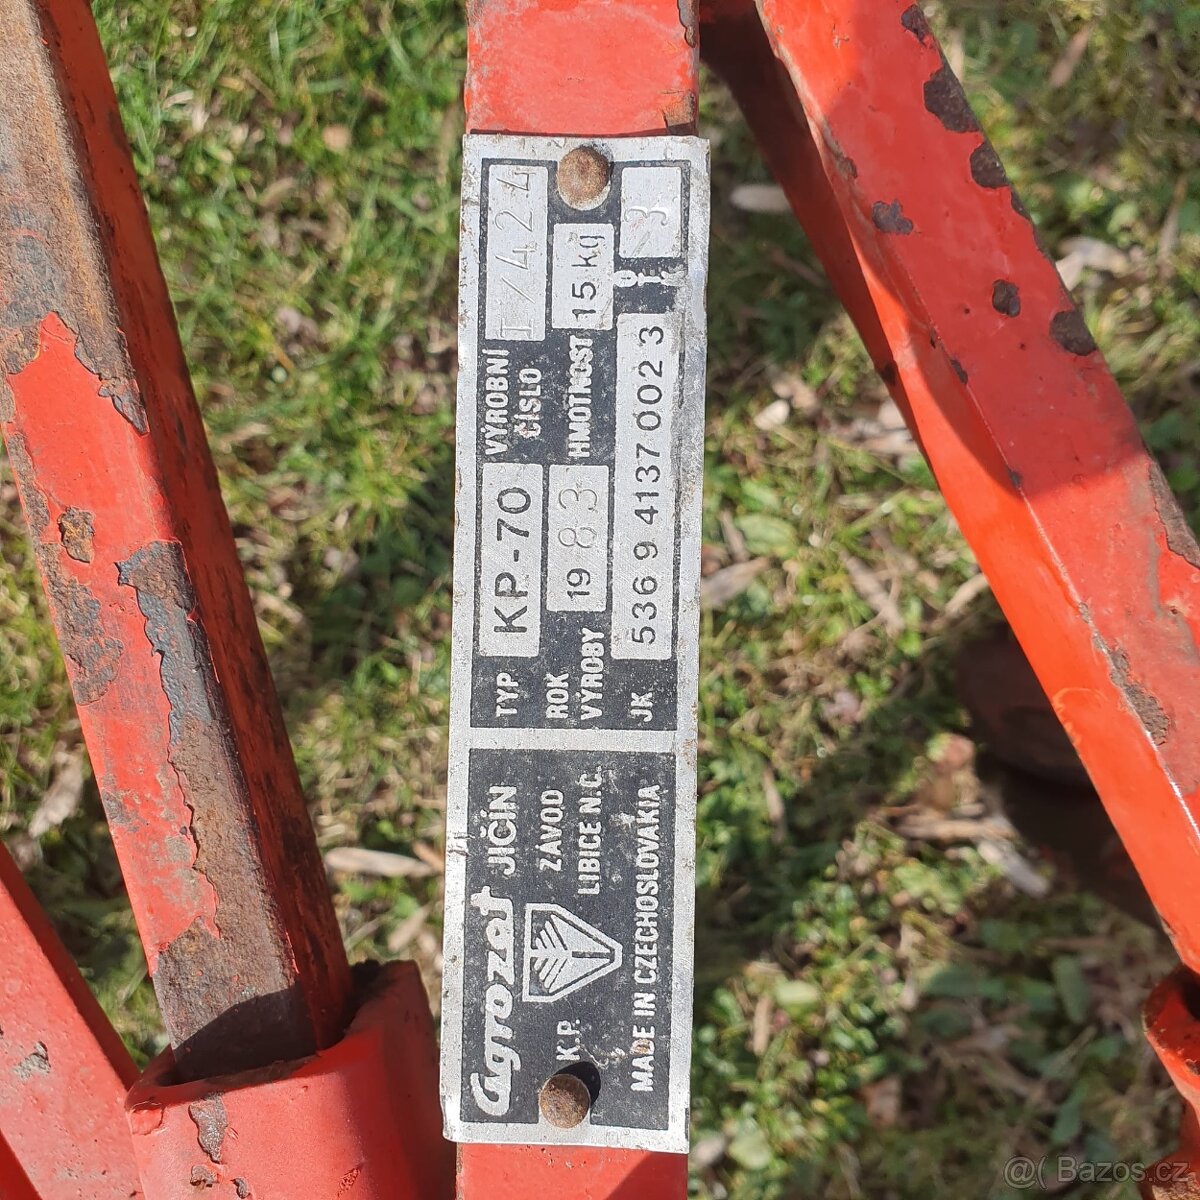 agrozet JIČÍN
K.P. ZÁVOD
LIBICE N.C.
MADE IN CZECHOSLOVAKIA
TYP KP-70 VÝROBNÍ ČÍSLO I/424
ROK VÝROBY 1983 HMOTNOST 15 kg
JK 536 9 4137 002 3 3
@( Bazos.cz